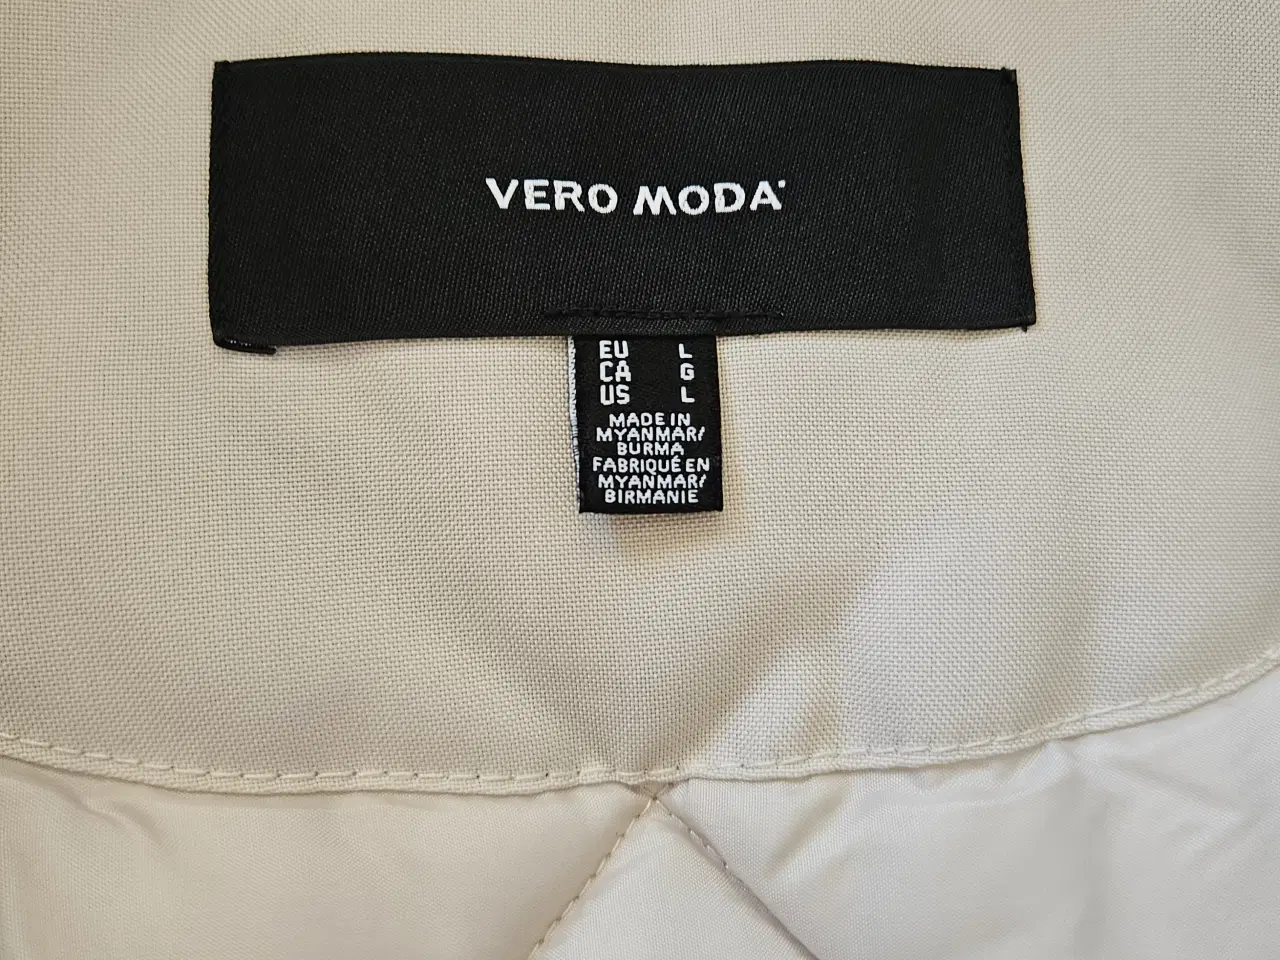 VERO MODA
EU L
CA G
US L
MADE IN
MYANMAR/
BURMA
FABRIQUÉ EN
MYANMAR/
BIRMANIE